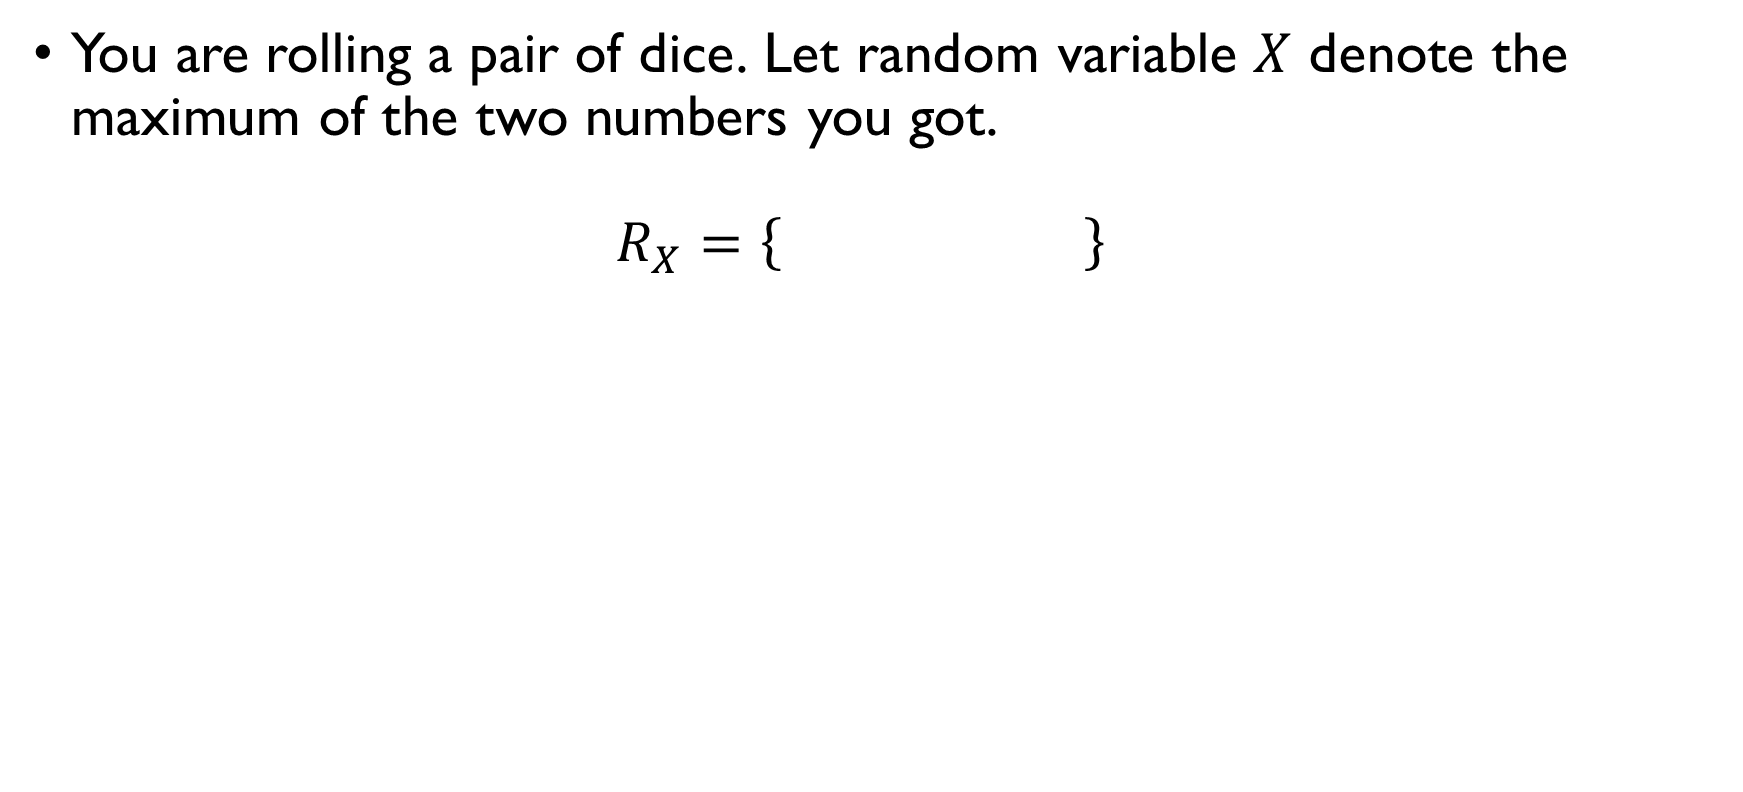 • You are rolling a pair of dice. Let random variable X denote the
maximum of the two numbers you got.
R_X = { }